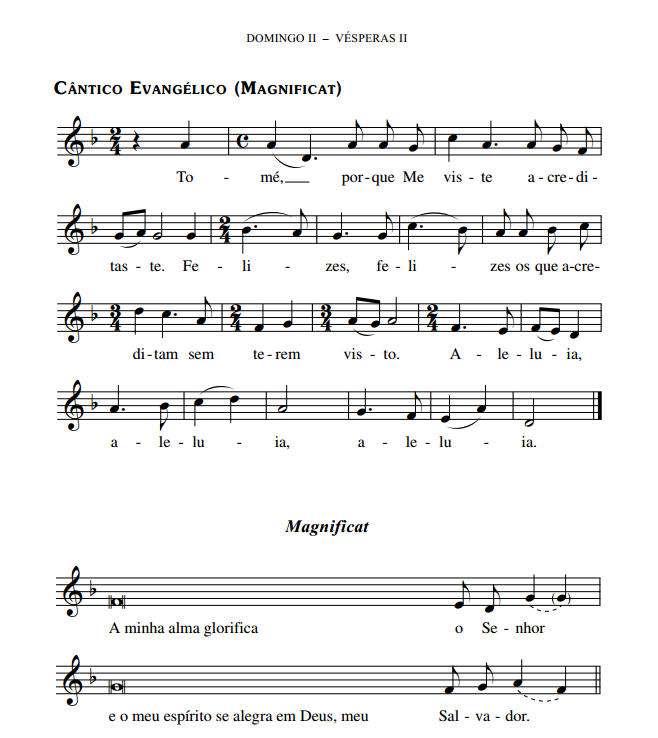 DOMINGO II – VÉSPERAS II
CÂNTICO EVANGÉLICO (MAGNIFICAT)
To - mé, por-que Me vis - te a-cre-di-
tas- te. Fe - li - zes, fe - li - zes os que a-cre-
di-tam sem te-rem vis-to. A - le - lu - ia,
a - le - lu - ia, a - le - lu - ia.
Magnificat
A minha alma glorifica o Se - nhor
e o meu espírito se alegra em Deus, meu Sal - va - dor.